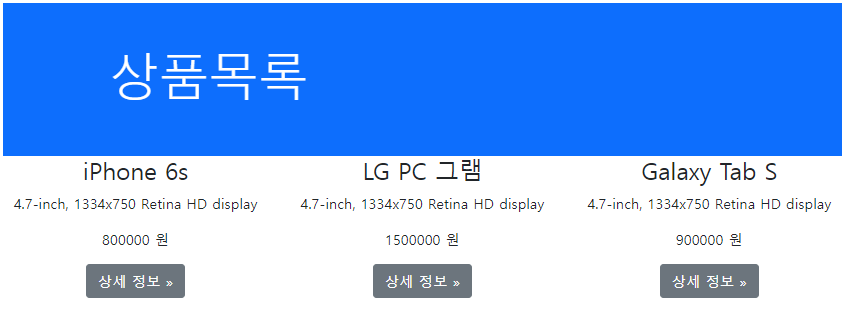 상품목록
iPhone 6s
4.7-inch, 1334x750 Retina HD display
800000 원
상세 정보 »
LG PC 그램
4.7-inch, 1334x750 Retina HD display
1500000 원
상세 정보 »
Galaxy Tab S
4.7-inch, 1334x750 Retina HD display
900000 원
상세 정보 »